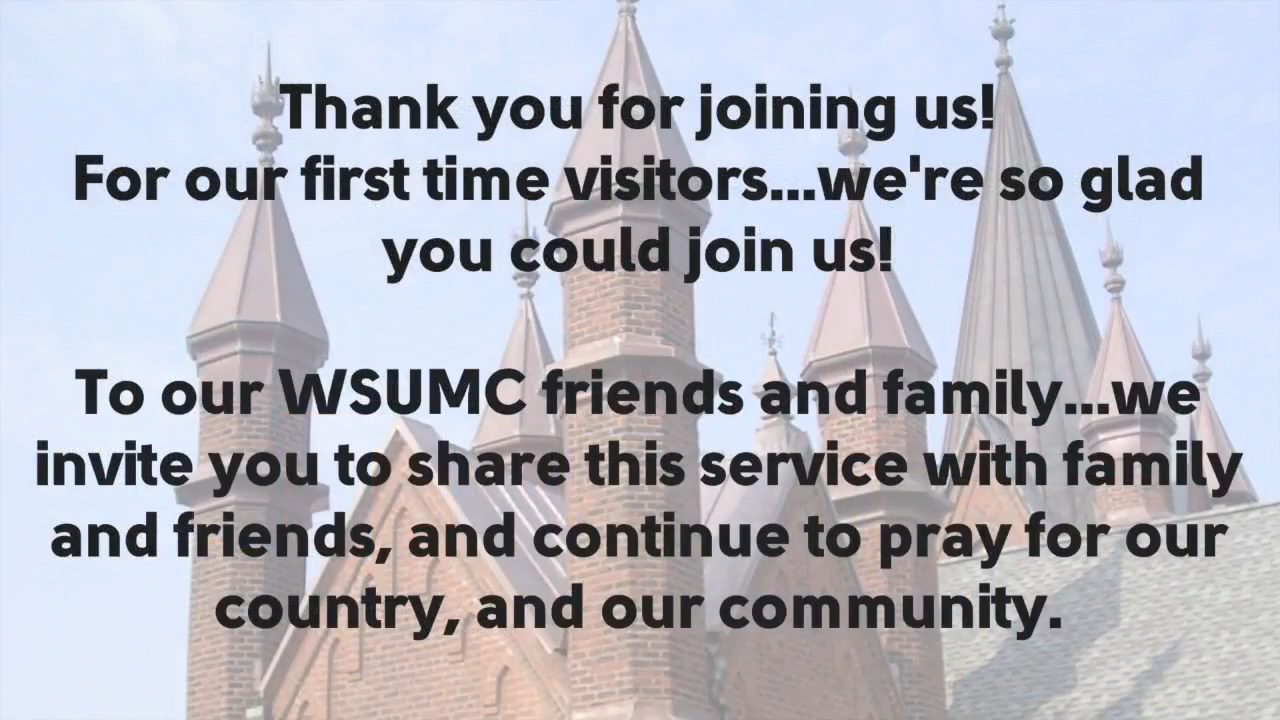 Thank you for joining us!
For our first time visitors...we're so glad
you could join us!
To our WSUMC friends and family...we
invite you to share this service with family
and friends, and continue to pray for our
country, and our community.